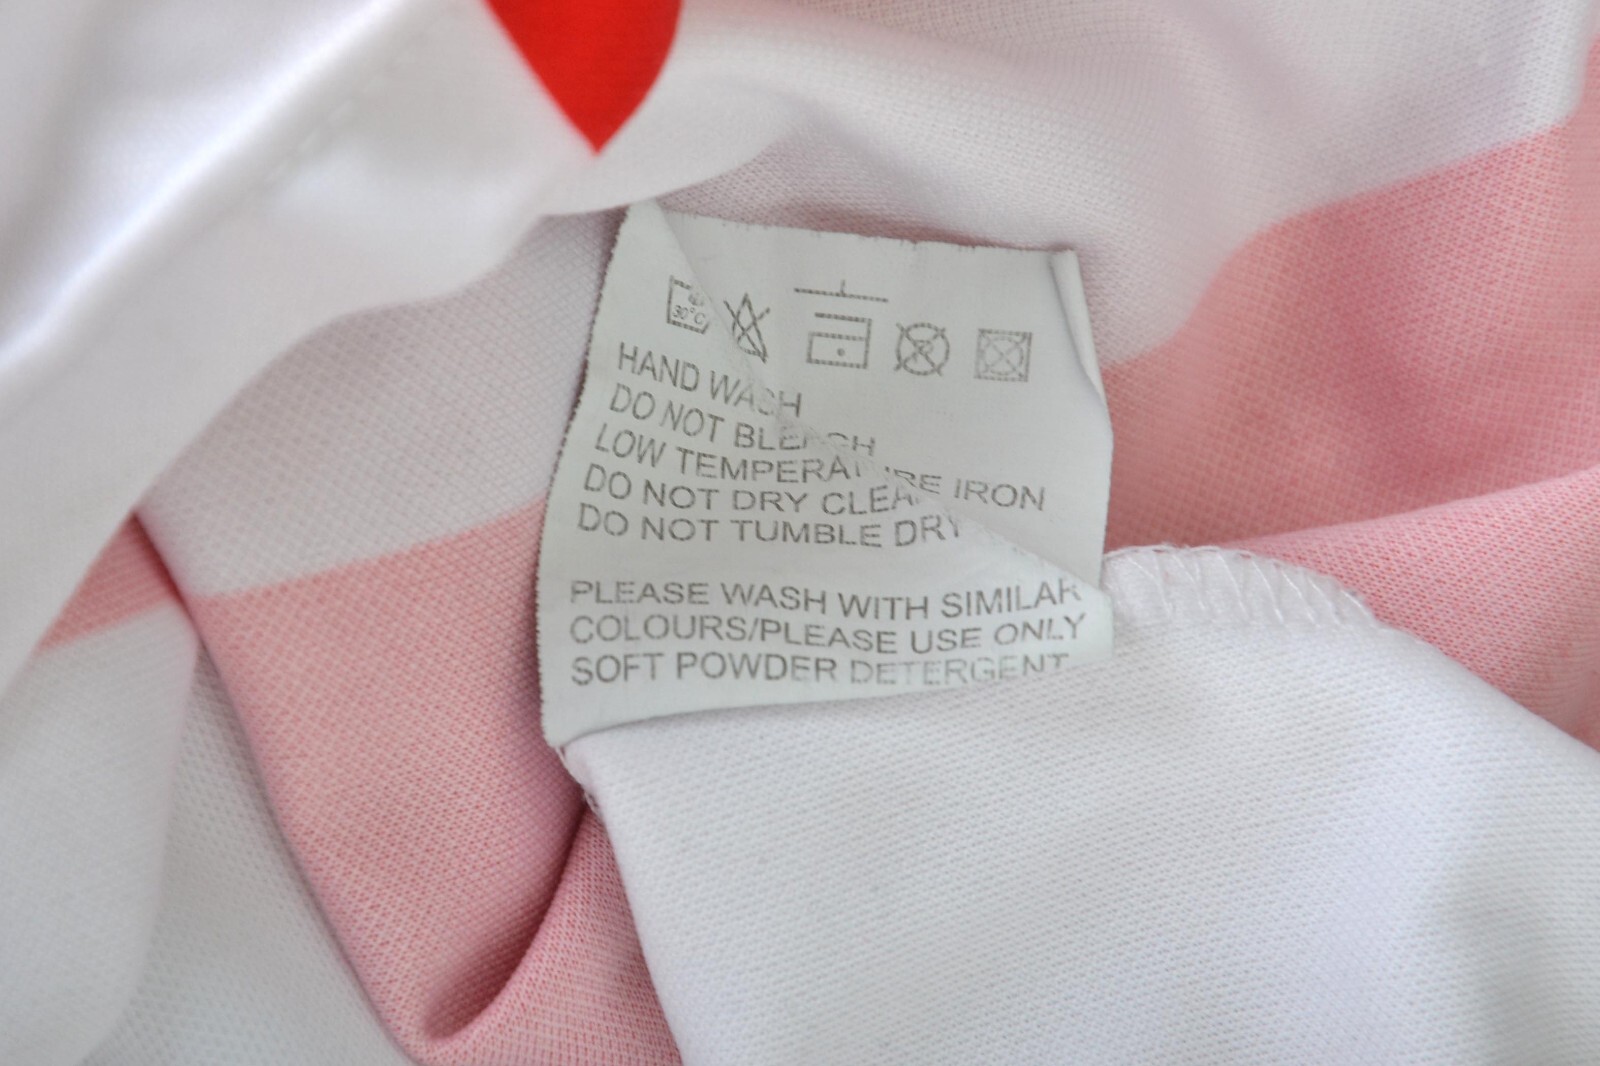 30°C
R
HAND WASH
DO NOT BLEACH
LOW TEMPERATURE IRON
DO NOT DRY CLEAN
DO NOT TUMBLE DRY
PLEASE WASH WITH SIMILAR
COLOURS/PLEASE USE ONLY
SOFT POWDER DETERGENT